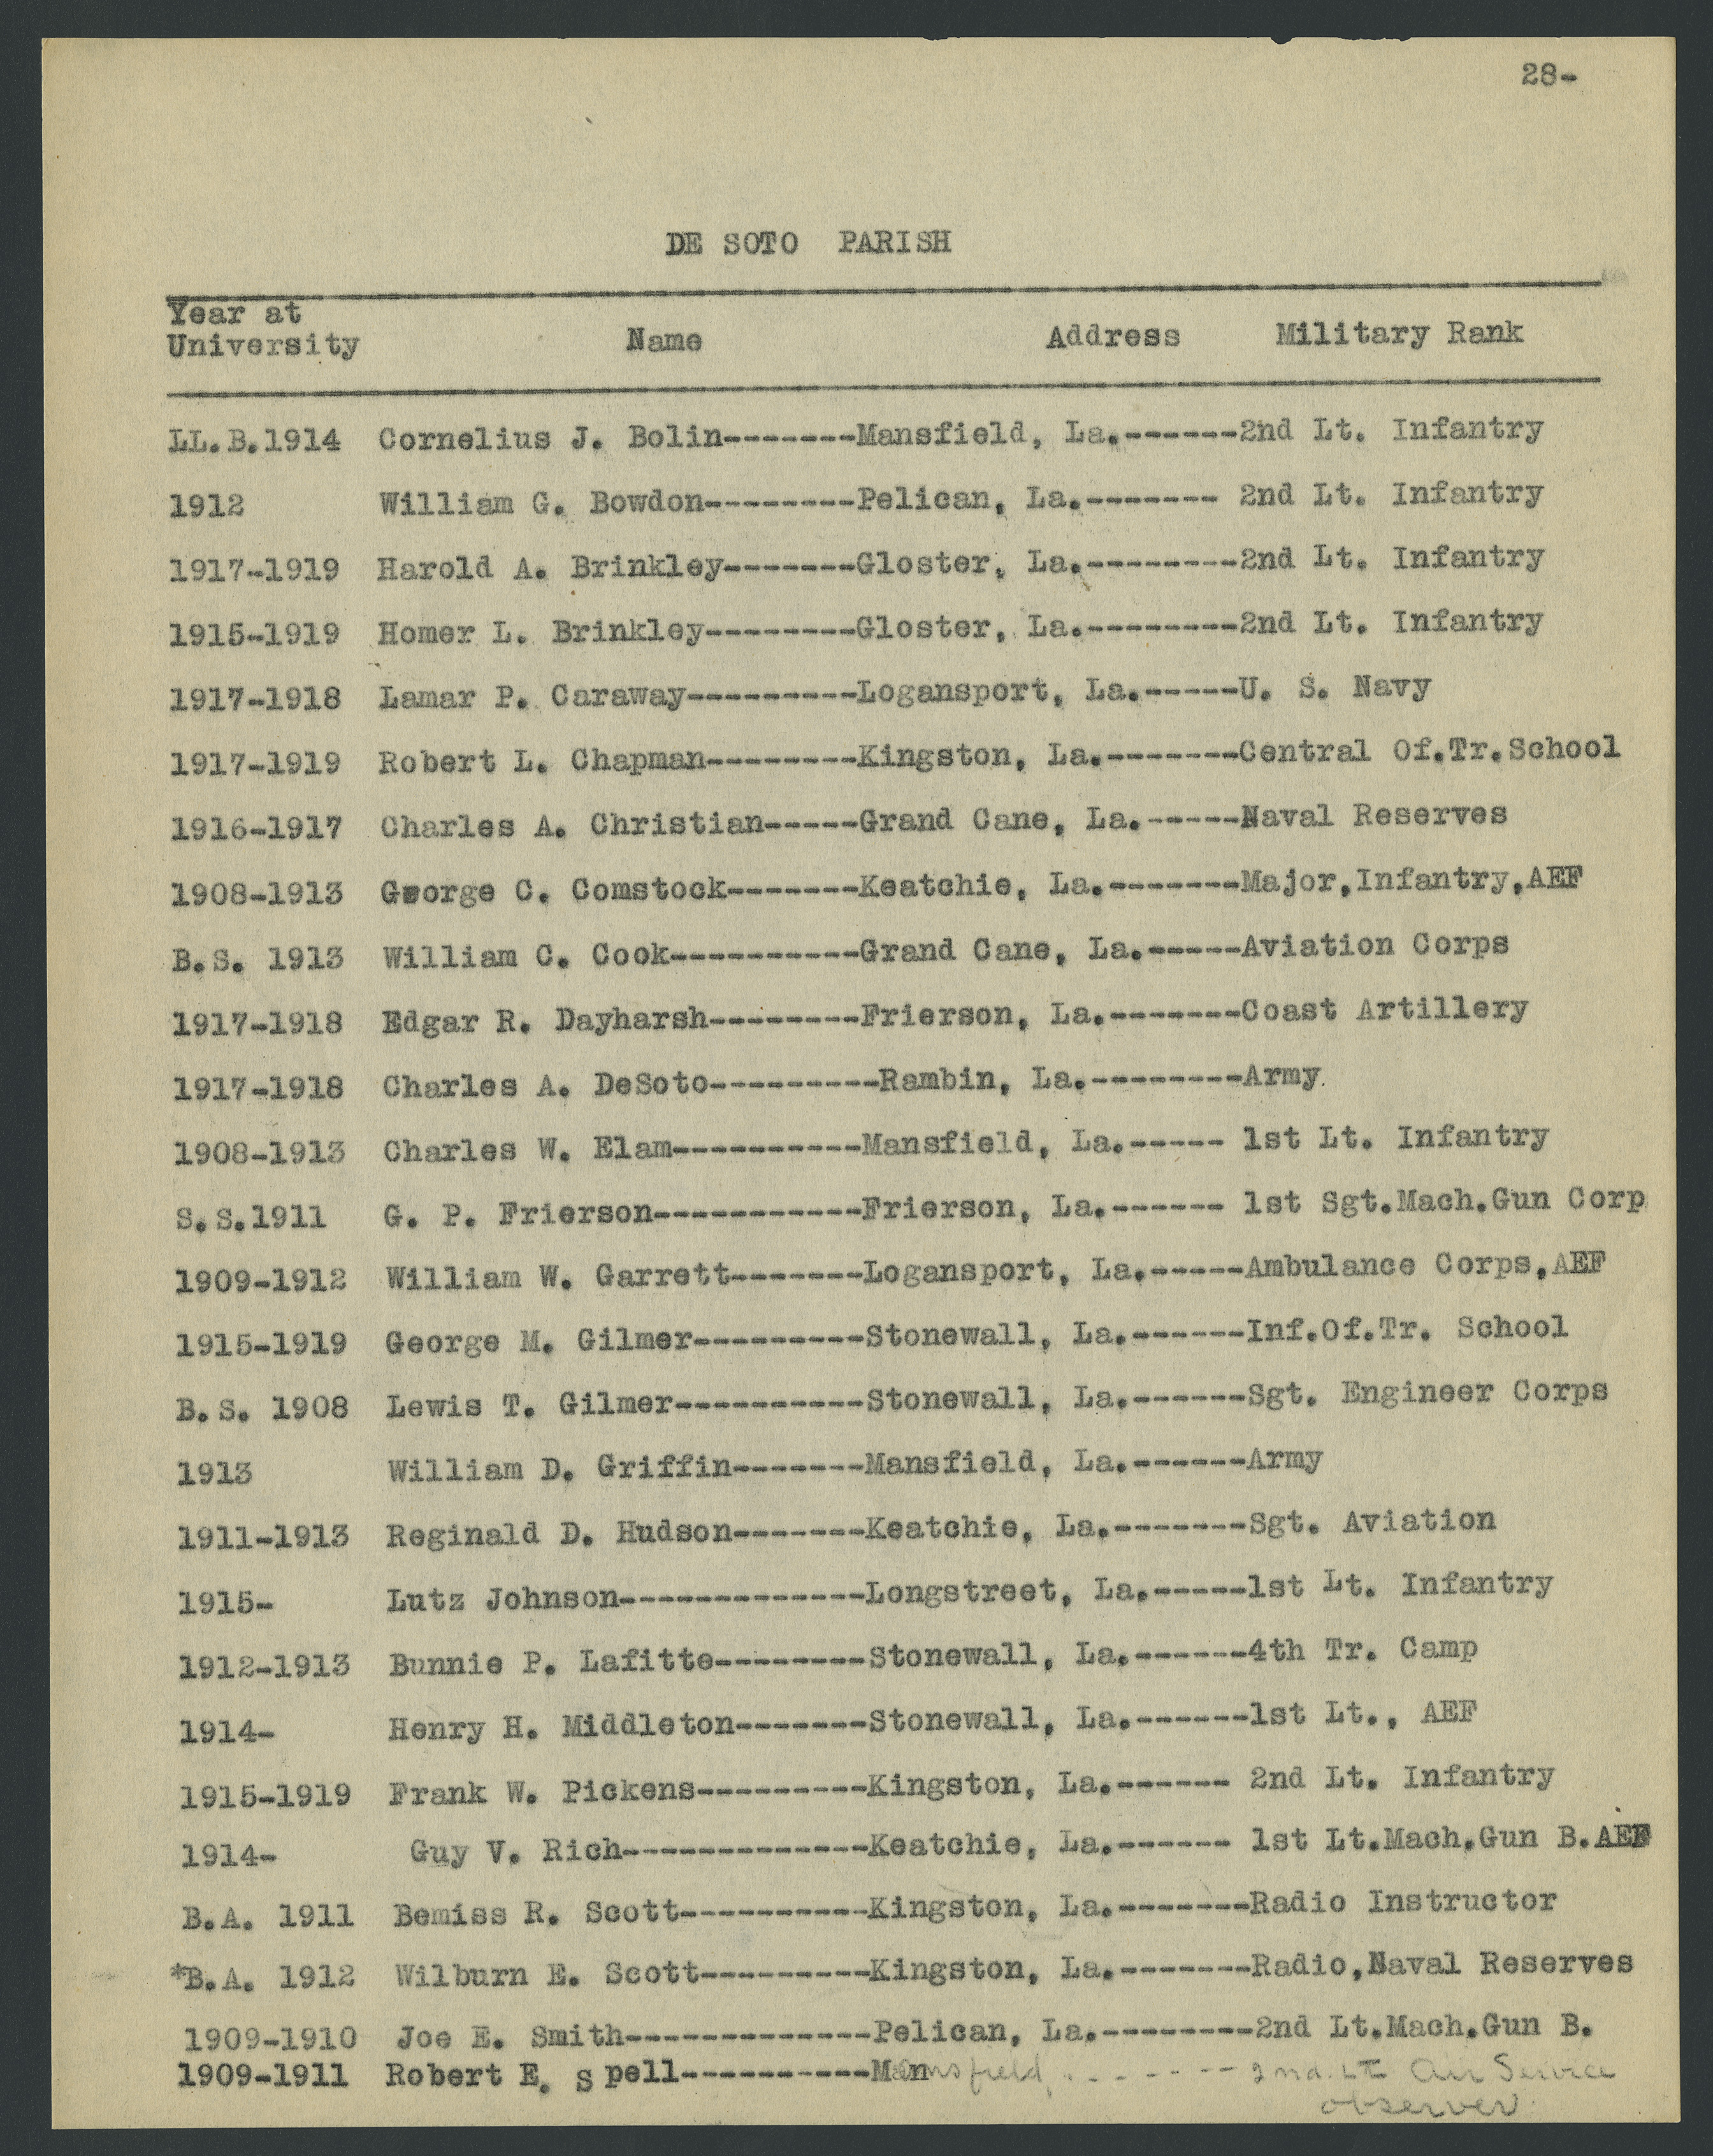 28-
DE SOTO PARISH
Year at
University Name Address Military Rank
LL.B.1914 Cornelius J. Bolin-------Mansfield, La.------2nd Lt. Infantry
1912 William G. Bowdon--------Pelican, La.------- 2nd Lt. Infantry
1917-1919 Harold A. Brinkley-------Gloster, La.--------2nd Lt. Infantry
1915-1919 Homer L. Brinkley--------Gloster, La.--------2nd Lt. Infantry
1917-1918 Lamar P. Caraway---------Logansport, La.-----U. S. Navy
1917-1919 Robert L. Chapman--------Kingston, La.-------Central Of.Tr.School
1916-1917 Charles A. Christian-----Grand Cane, La.-----Naval Reserves
1908-1913 George C. Comstock-------Keatchie, La.-------Major,Infantry,AEF
B.S. 1913 William C. Cook----------Grand Cane, La.-----Aviation Corps
1917-1918 Edgar R. Dayharsh--------Frierson, La.-------Coast Artillery
1917-1918 Charles A. DeSoto---------Rambin, La.--------Army.
1908-1913 Charles W. Elam----------Mansfield, La.----- 1st Lt. Infantry
S.S.1911 G. P. Frierson-----------Frierson, La.------ 1st Sgt.Mach.Gun Corp
1909-1912 William W. Garrett-------Logansport, La.-----Ambulance Corps,AEF
1915-1919 George M. Gilmer---------Stonewall, La.------Inf.Of.Tr. School
B.S. 1908 Lewis T. Gilmer----------Stonewall, La.------Sgt. Engineer Corps
1913 William D. Griffin-------Mansfield, La.------Army
1911-1913 Reginald D. Hudson-------Keatchie, La.-------Sgt. Aviation
1915- Lutz Johnson-------------Longstreet, La.-----1st Lt. Infantry
1912-1913 Bunnie P. Lafitte--------Stonewall, La.------4th Tr. Camp
1914- Henry H. Middleton-------Stonewall, La.------1st Lt., AEF
1915-1919 Frank W. Pickens---------Kingston, La.------ 2nd Lt. Infantry
1914- Guy V. Rich-------------Keatchie, La.------ 1st Lt.Mach.Gun B.AEF
B.A. 1911 Bemiss R. Scott----------Kingston, La.-------Radio Instructor
*B.A. 1912 Wilburn E. Scott---------Kingston, La.-------Radio,Naval Reserves
1909-1910 Joe E. Smith-------------Pelican, La.--------2nd Lt.Mach.Gun B.
1909-1911 Robert E. Spell----------Mansfield.------2nd. Lt Air Service
observer